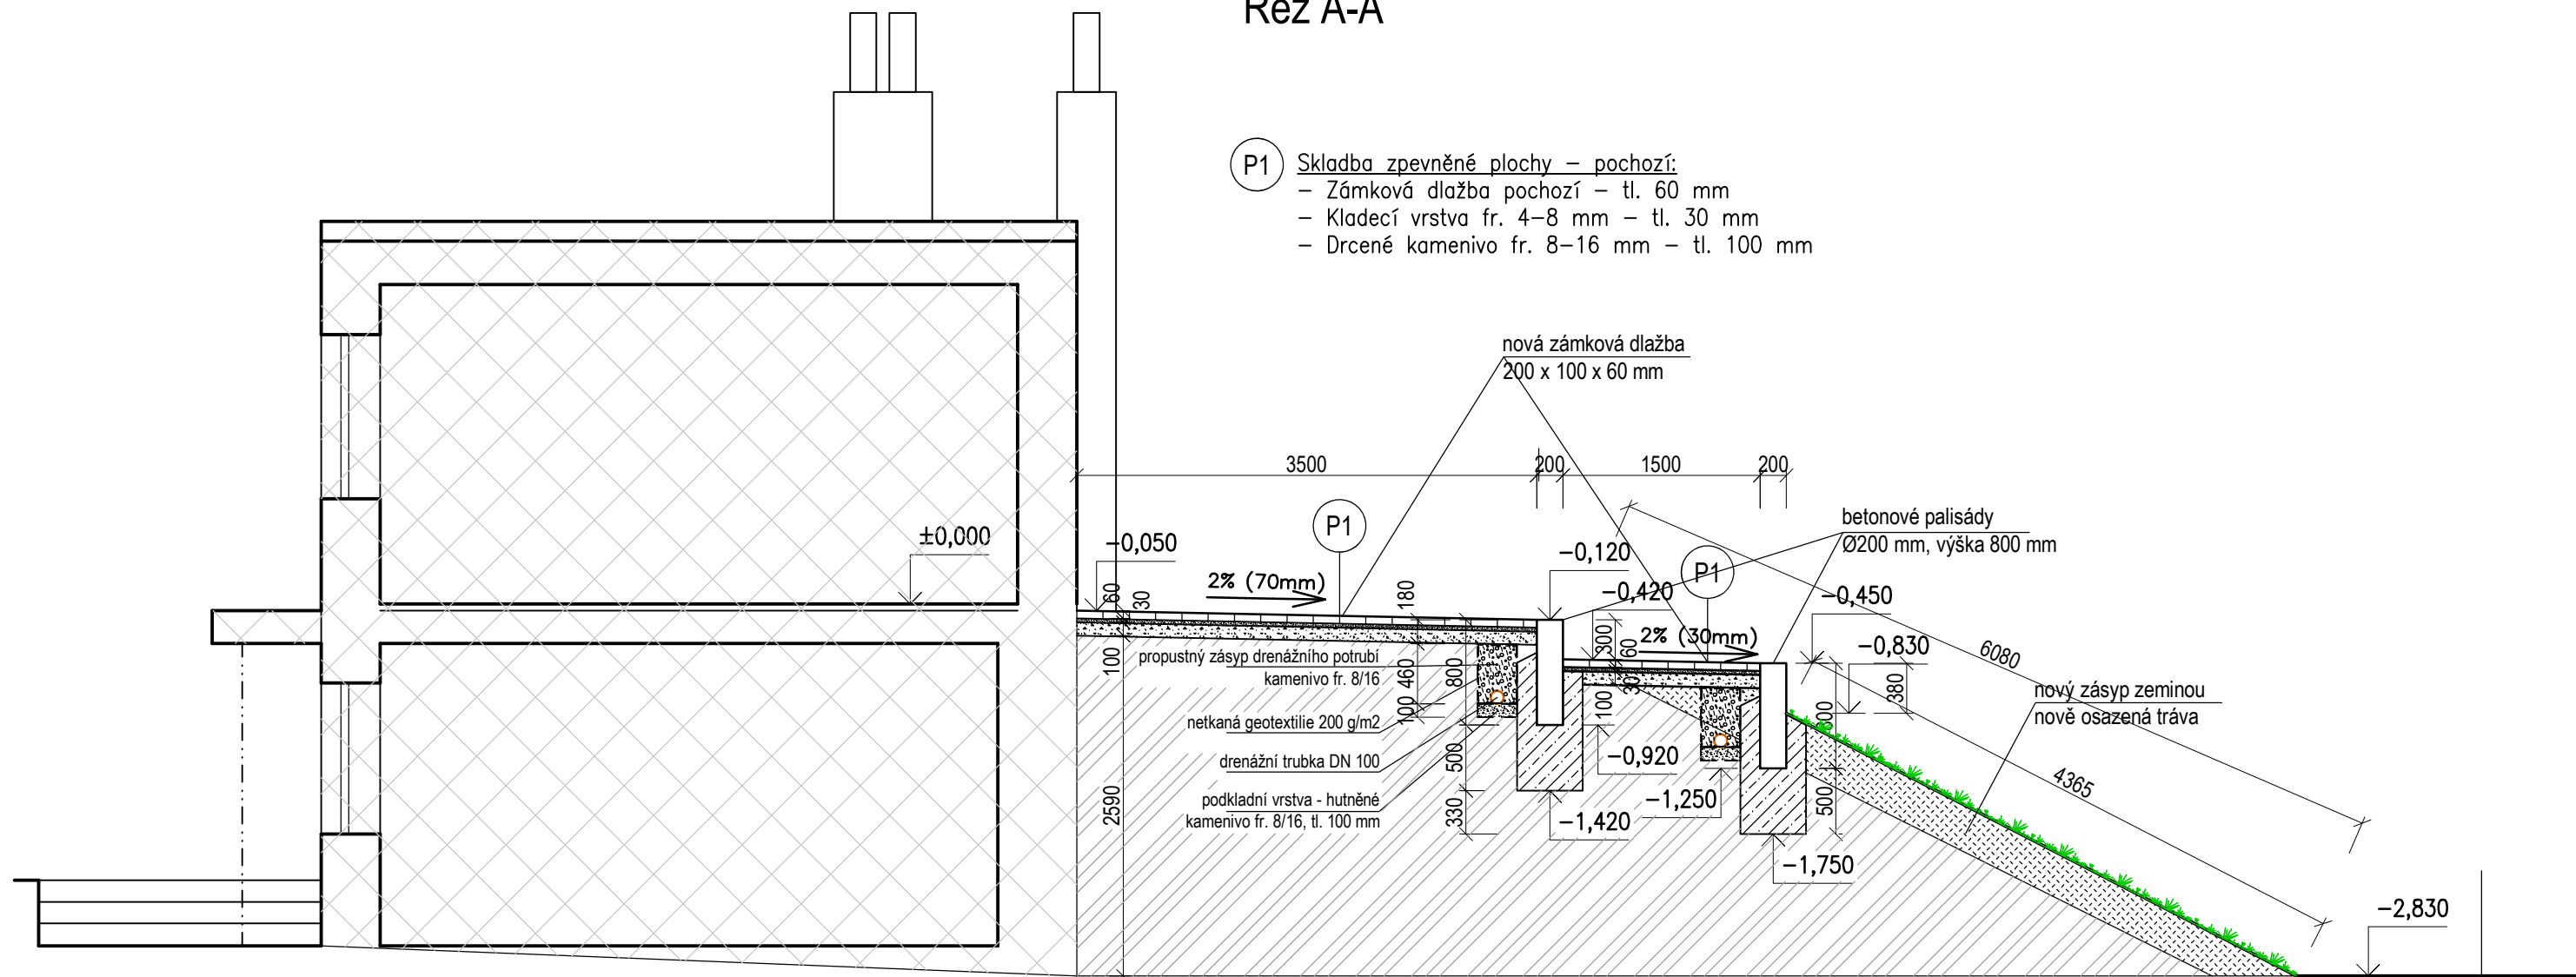 Řez A-A
P1
Skladba zpevněné plochy – pochozí:
– Zámková dlažba pochozí – tl. 60 mm
– Kladecí vrstva fr. 4–8 mm – tl. 30 mm
– Drcené kamenivo fr. 8–16 mm – tl. 100 mm
nová zámková dlažba
200 x 100 x 60 mm
3500
200
1500
200
betonové palisády
Ø200 mm, výška 800 mm
±0,000
-0,050
P1
-0,120
P1
-0,420
-0,450
60
30
2% (70mm)
180
300
60
2% (30mm)
-0,830
6080
380
100
propustný zásyp drenážního potrubí
kamenivo fr. 8/16
460
800
30
100
100
nový zásyp zeminou
nově osazená tráva
netkaná geotextilie 200 g/m2
drenážní trubka DN 100
500
-0,920
4365
podkladní vrstva - hutněné
kamenivo fr. 8/16, tl. 100 mm
2590
330
-1,250
500
-1,420
-1,750
-2,830